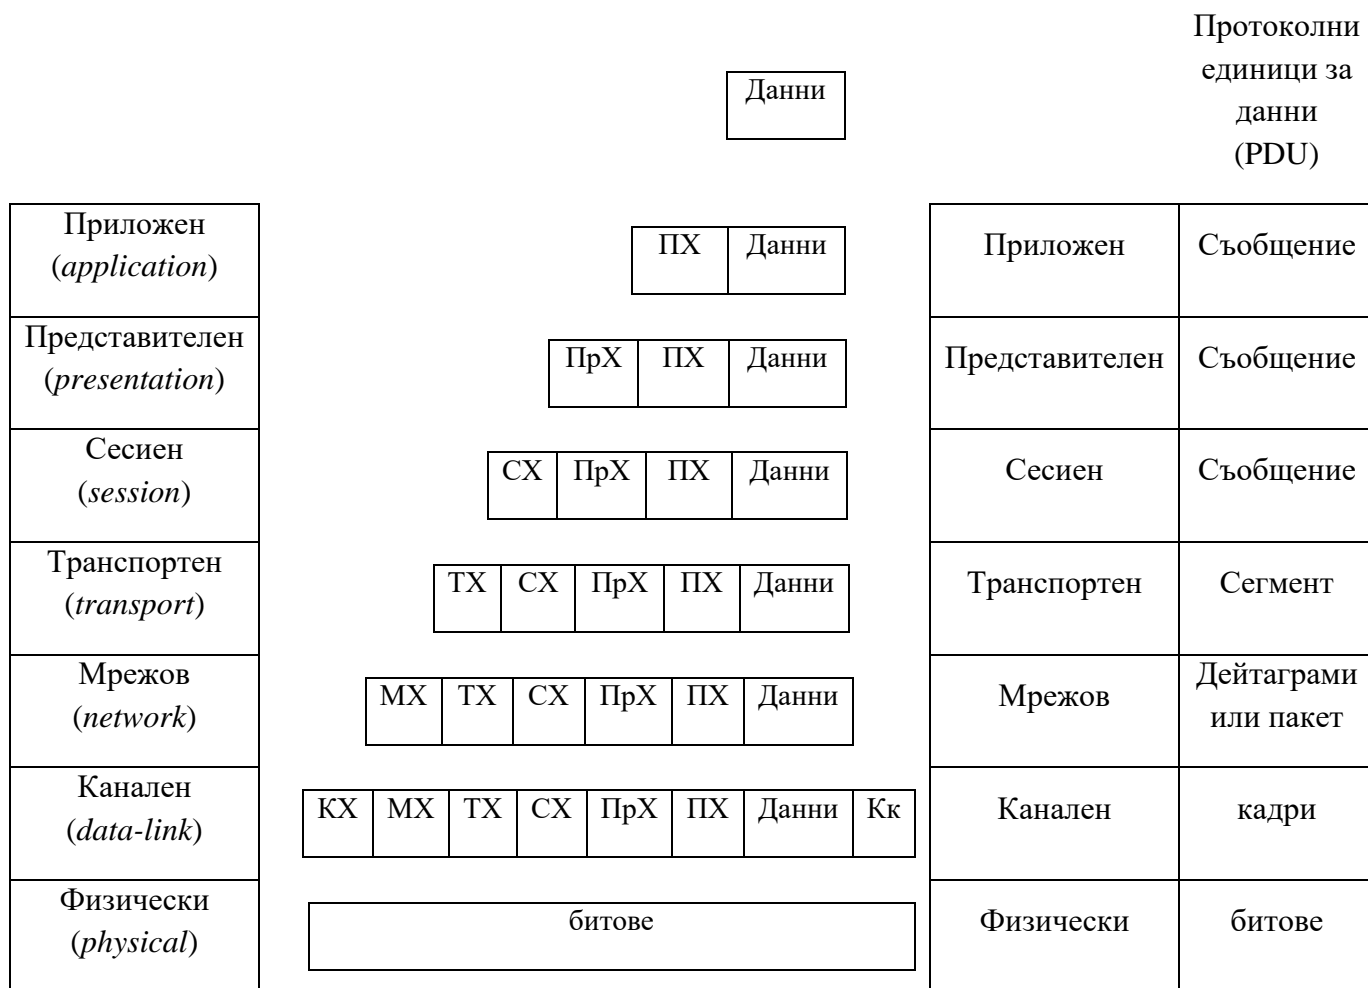 Протоколни
единици за
данни
(PDU)
Данни
Приложен
(application)
ПХ Данни
Приложен
Съобщение
Представителен
(presentation)
ПрХ ПХ Данни
Представителен
Съобщение
Сесиен
(session)
СХ ПрХ ПХ Данни
Сесиен
Съобщение
Транспортен
(transport)
ТХ СХ ПрХ ПХ Данни
Транспортен
Сегмент
Мрежов
(network)
МХ ТХ СХ ПрХ ПХ Данни
Мрежов
Дейтаграми
или пакет
Канален
(data-link)
КХ МХ ТХ СХ ПрХ ПХ Данни Кк
Канален
кадри
Физически
(physical)
битове
Физически
битове